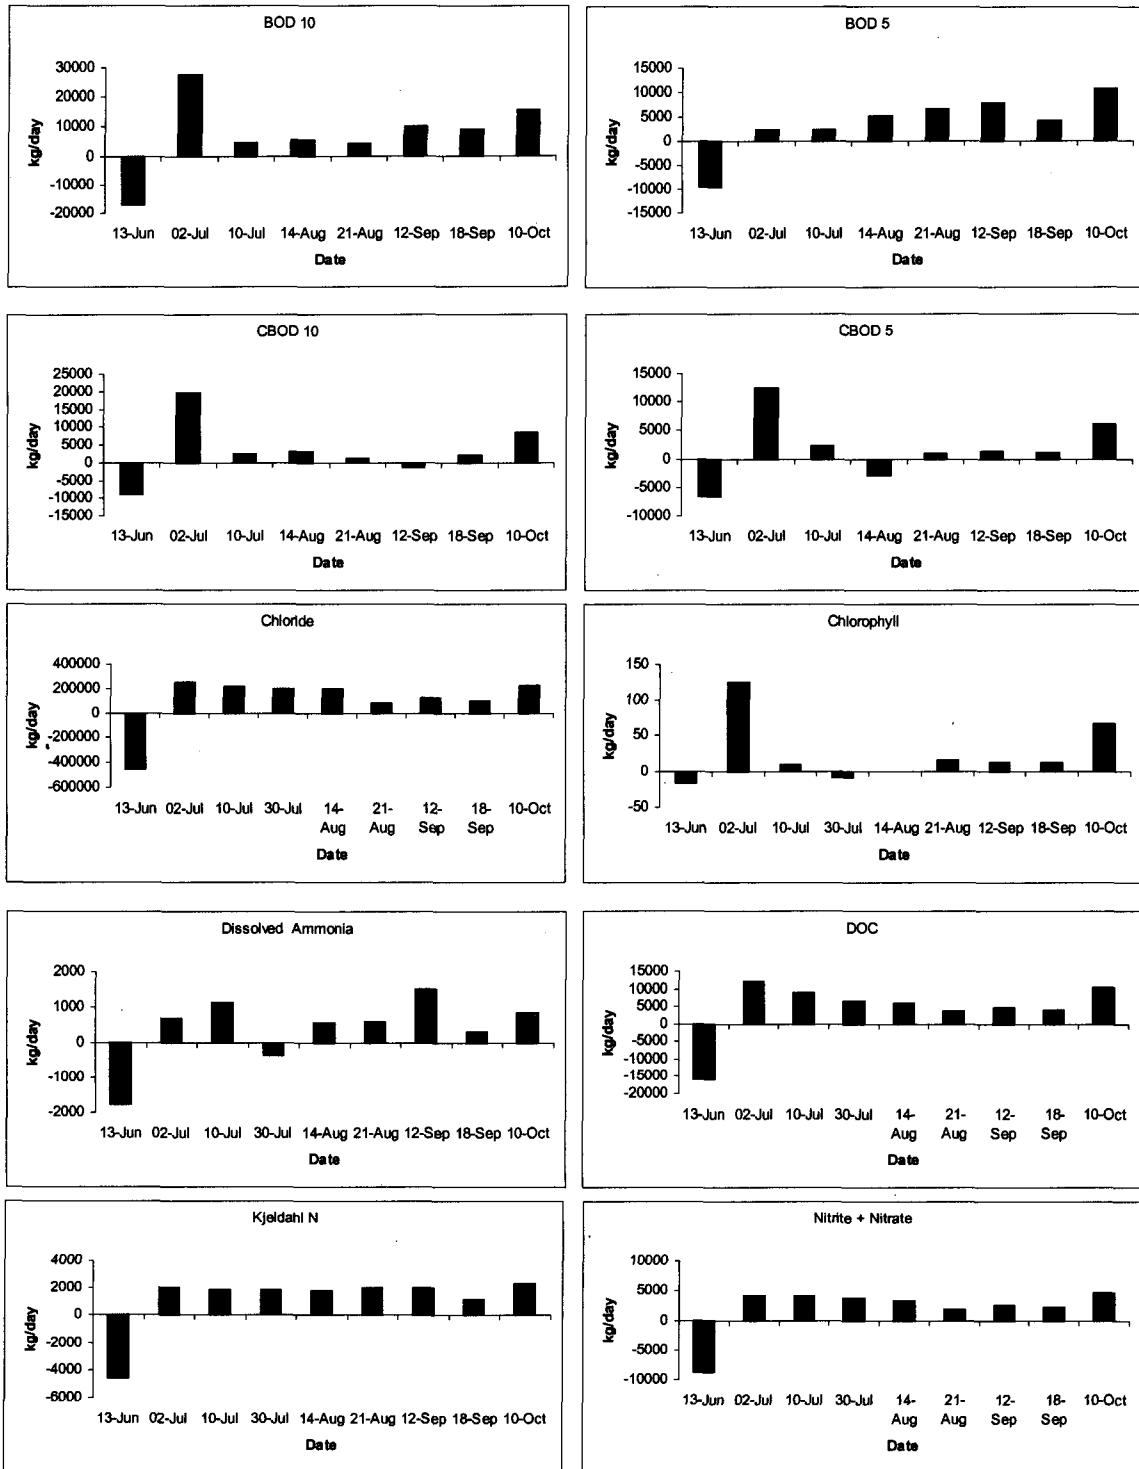 BOD 10
30000
20000
10000
0
-10000
-20000
kg/day
13-Jun 02-Jul 10-Jul 14-Aug 21-Aug 12-Sep 18-Sep 10-Oct
Date
BOD 5
15000
10000
5000
0
-5000
-10000
-15000
kg/day
13-Jun 02-Jul 10-Jul 14-Aug 21-Aug 12-Sep 18-Sep 10-Oct
Date
CBOD 10
25000
20000
15000
10000
5000
0
-5000
-10000
-15000
kg/day
13-Jun 02-Jul 10-Jul 14-Aug 21-Aug 12-Sep 18-Sep 10-Oct
Date
CBOD 5
15000
10000
5000
0
-5000
-10000
kg/day
13-Jun 02-Jul 10-Jul 14-Aug 21-Aug 12-Sep 18-Sep 10-Oct
Date
Chloride
400000
200000
0
-200000
-400000
-600000
kg/day
13-Jun 02-Jul 10-Jul 30-Jul 14- 21- 12- 18- 10-Oct
Aug Aug Sep Sep
Date
Chlorophyll
150
100
50
0
-50
kg/day
13-Jun 02-Jul 10-Jul 30-Jul 14-Aug 21-Aug 12-Sep 18-Sep 10-Oct
Date
Dissolved Ammonia
2000
1000
0
-1000
-2000
kg/day
13-Jun 02-Jul 10-Jul 30-Jul 14-Aug 21-Aug 12-Sep 18-Sep 10-Oct
Date
DOC
15000
10000
5000
0
-5000
-10000
-15000
-20000
kg/day
13-Jun 02-Jul 10-Jul 30-Jul 14- 21- 12- 18- 10-Oct
Aug Aug Sep Sep
Date
Kjeldahl N
4000
2000
0
-2000
-4000
-6000
kg/day
13-Jun 02-Jul 10-Jul 30-Jul 14-Aug 21-Aug 12-Sep 18-Sep 10-Oct
Date
Nitrite + Nitrate
10000
5000
0
-5000
-10000
kg/day
13-Jun 02-Jul 10-Jul 30-Jul 14- 21- 12- 18- 10-Oct
Aug Aug Sep Sep
Date